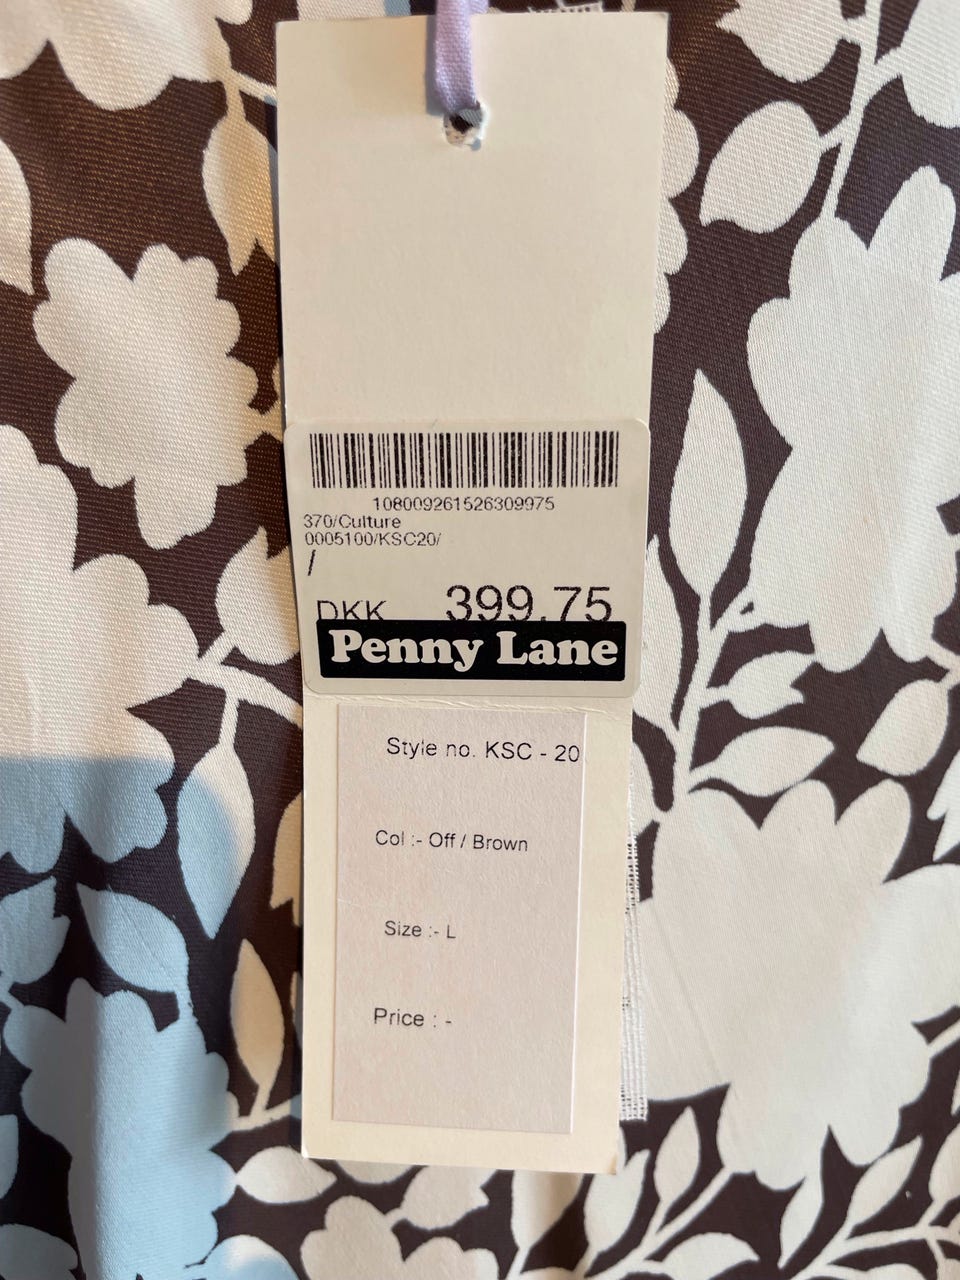 108009261526309975
370/Culture
0005100/KSC20/
/
DKK 399.75
Penny Lane
Style no. KSC - 20
Col :- Off / Brown
Size :- L
Price : -